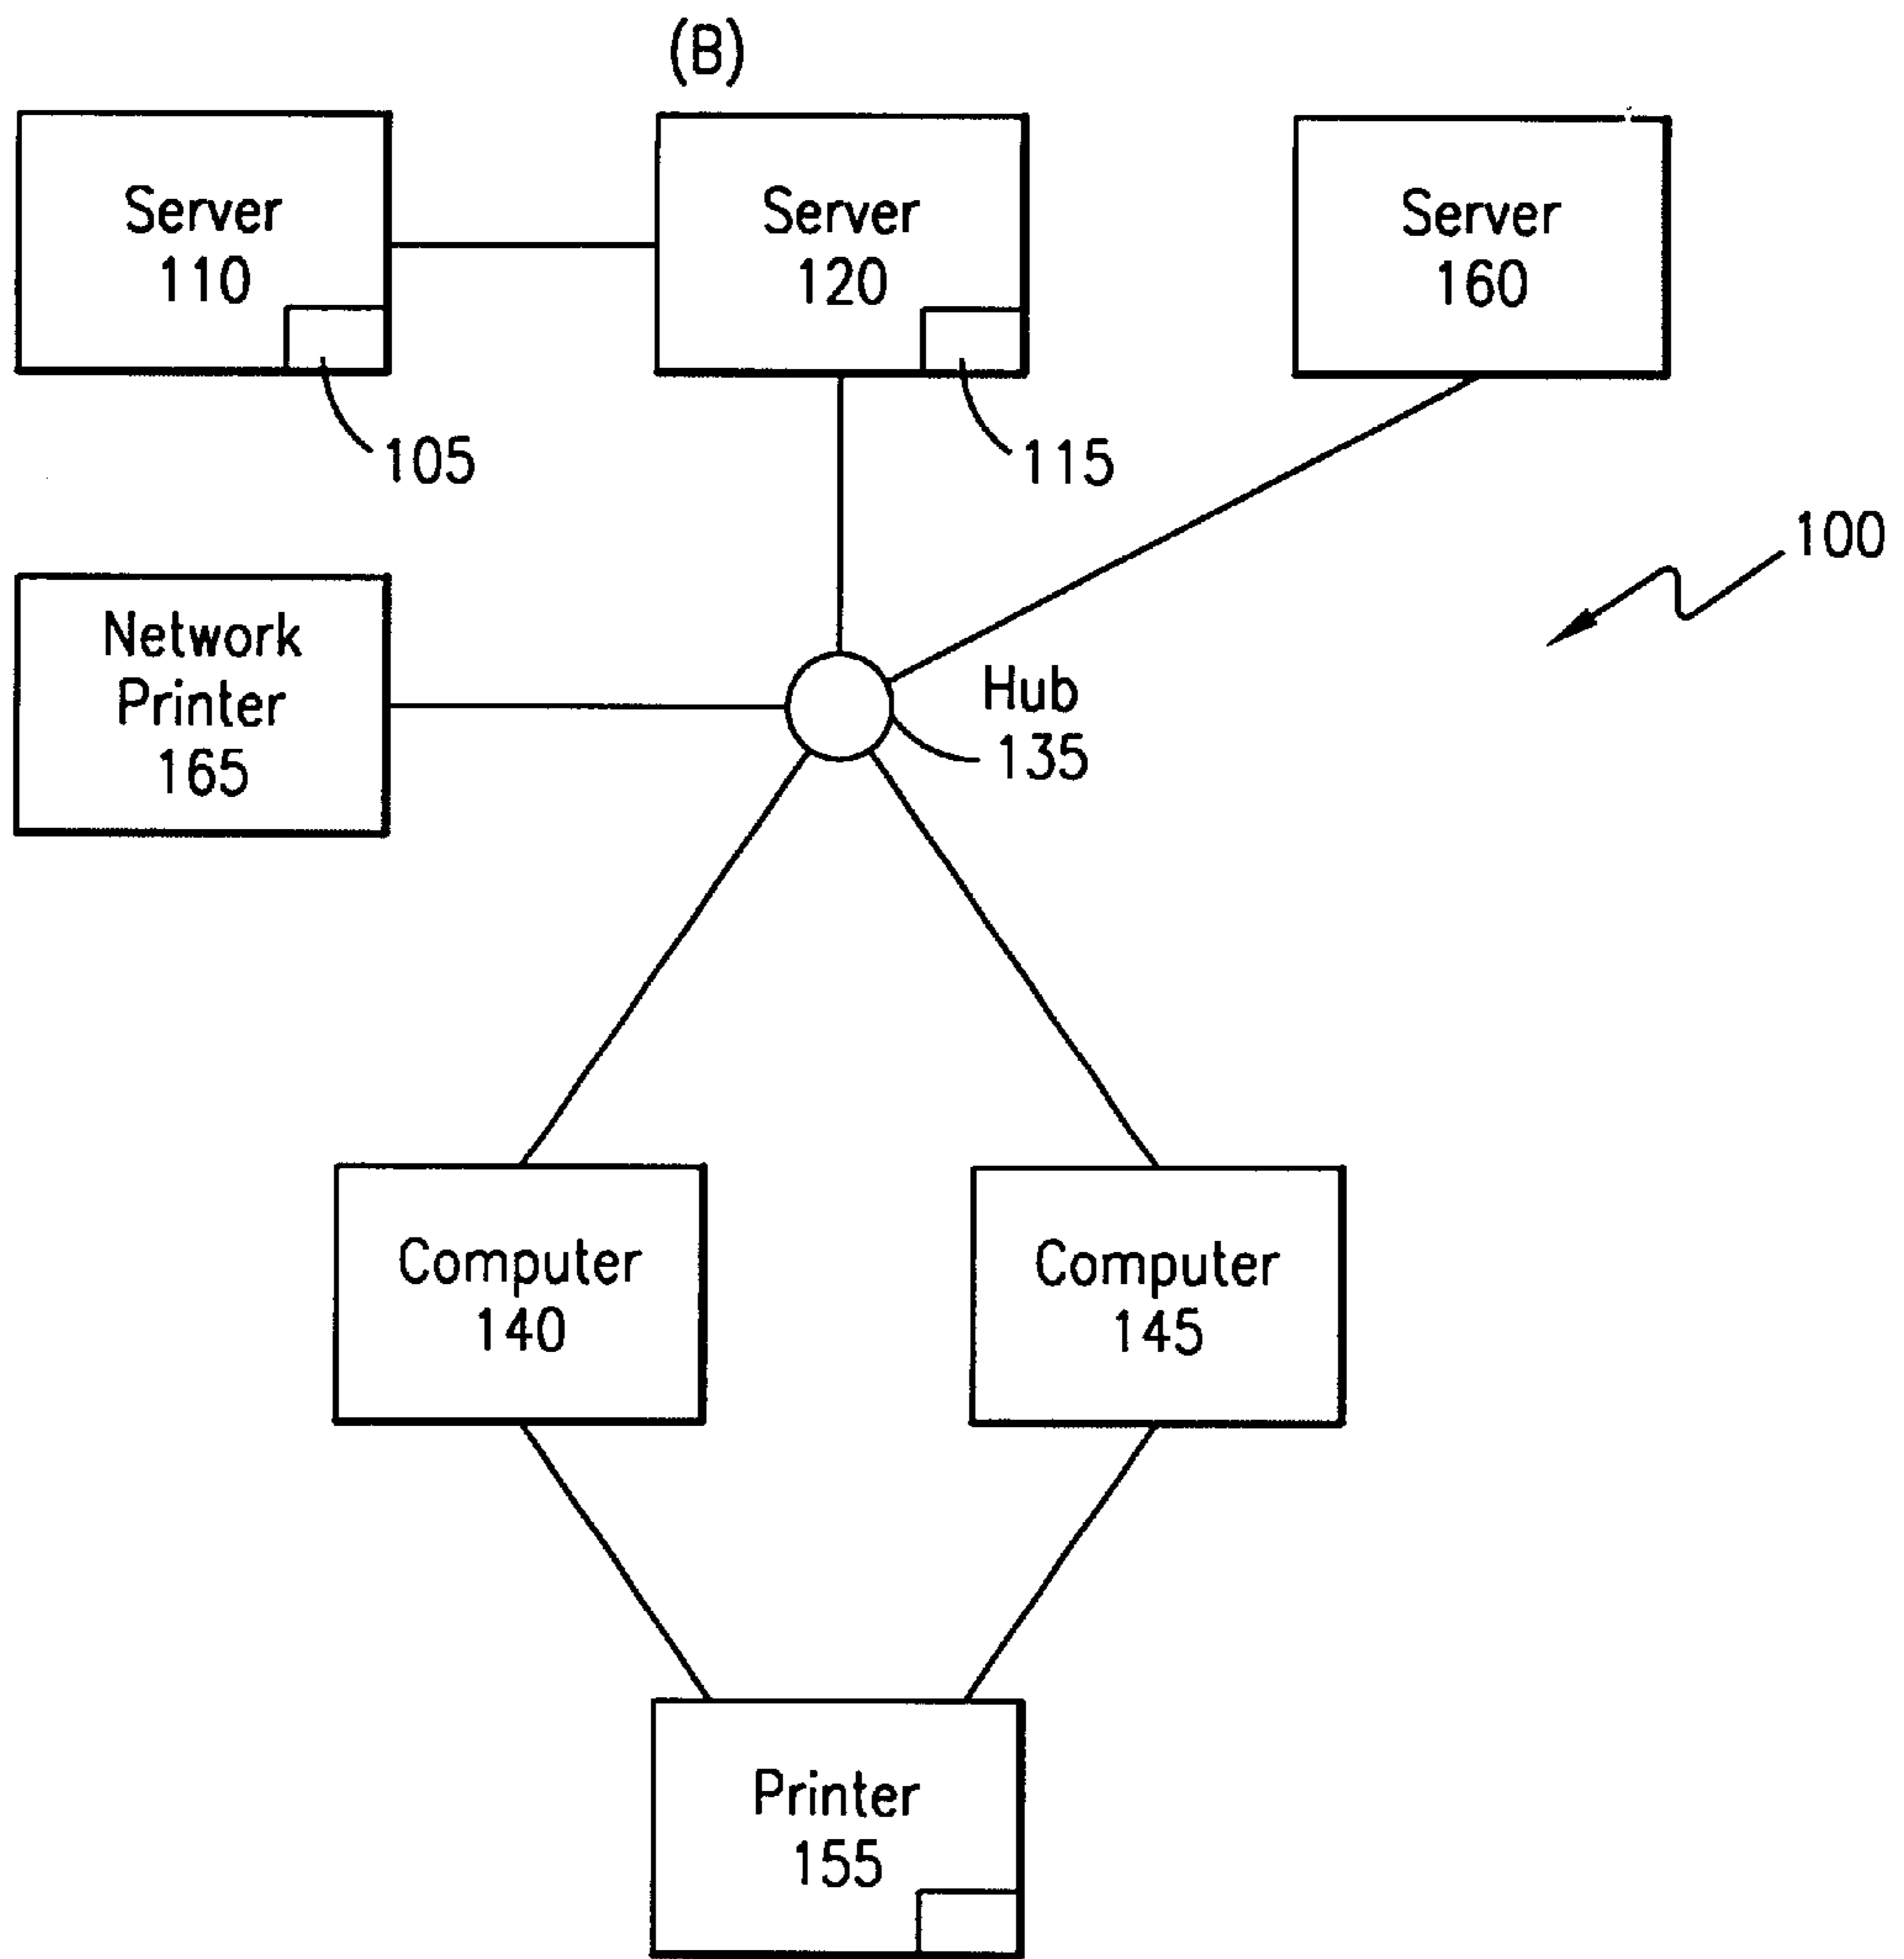 (B)
Server
110
Server
120
Server
160
105
115
100
Network
Printer
165
Hub
135
Computer
140
Computer
145
Printer
155